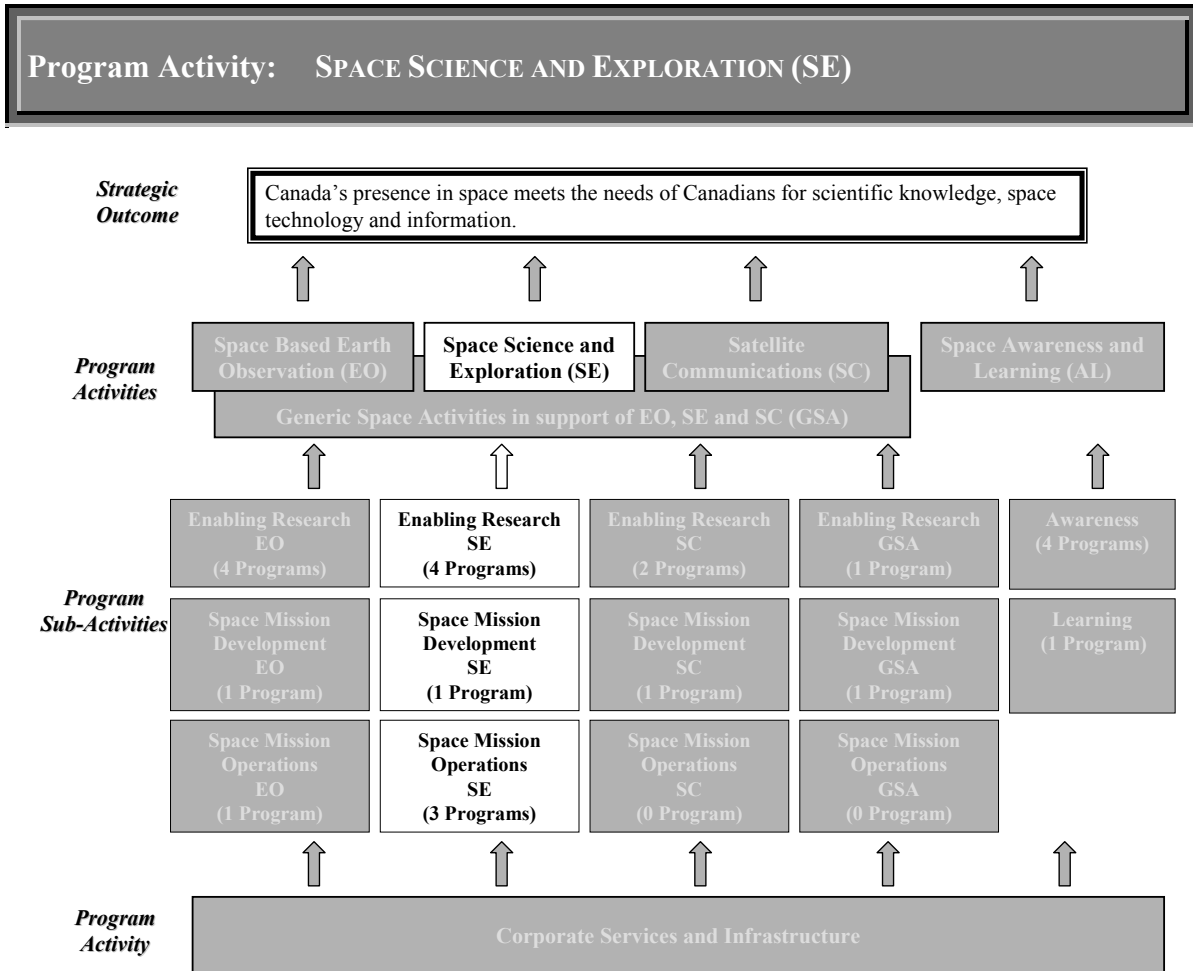 Program Activity: SPACE SCIENCE AND EXPLORATION (SE)
Strategic
Outcome
Canada's presence in space meets the needs of Canadians for scientific knowledge, space
technology and information.
Program
Activities
Space Based Earth
Observation (EO)
Space Science and
Exploration (SE)
Satellite
Communications (SC)
Space Awareness and
Learning (AL)
Generic Space Activities in support of EO, SE and SC (GSA)
Program
Sub-Activities
Enabling Research
EO
(4 Programs)
Enabling Research
SE
(4 Programs)
Enabling Research
SC
(2 Programs)
Enabling Research
GSA
(1 Program)
Awareness
(4 Programs)
Space Mission
Development
EO
(1 Program)
Space Mission
Development
SE
(1 Program)
Space Mission
Development
SC
(1 Program)
Space Mission
Development
GSA
(1 Program)
Learning
(1 Program)
Space Mission
Operations
EO
(1 Program)
Space Mission
Operations
SE
(3 Programs)
Space Mission
Operations
SC
(0 Program)
Space Mission
Operations
GSA
(0 Program)
Program
Activity
Corporate Services and Infrastructure